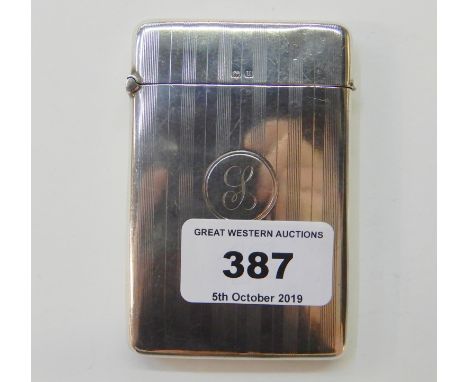 GREAT WESTERN AUCTIONS
387
5th October 2019